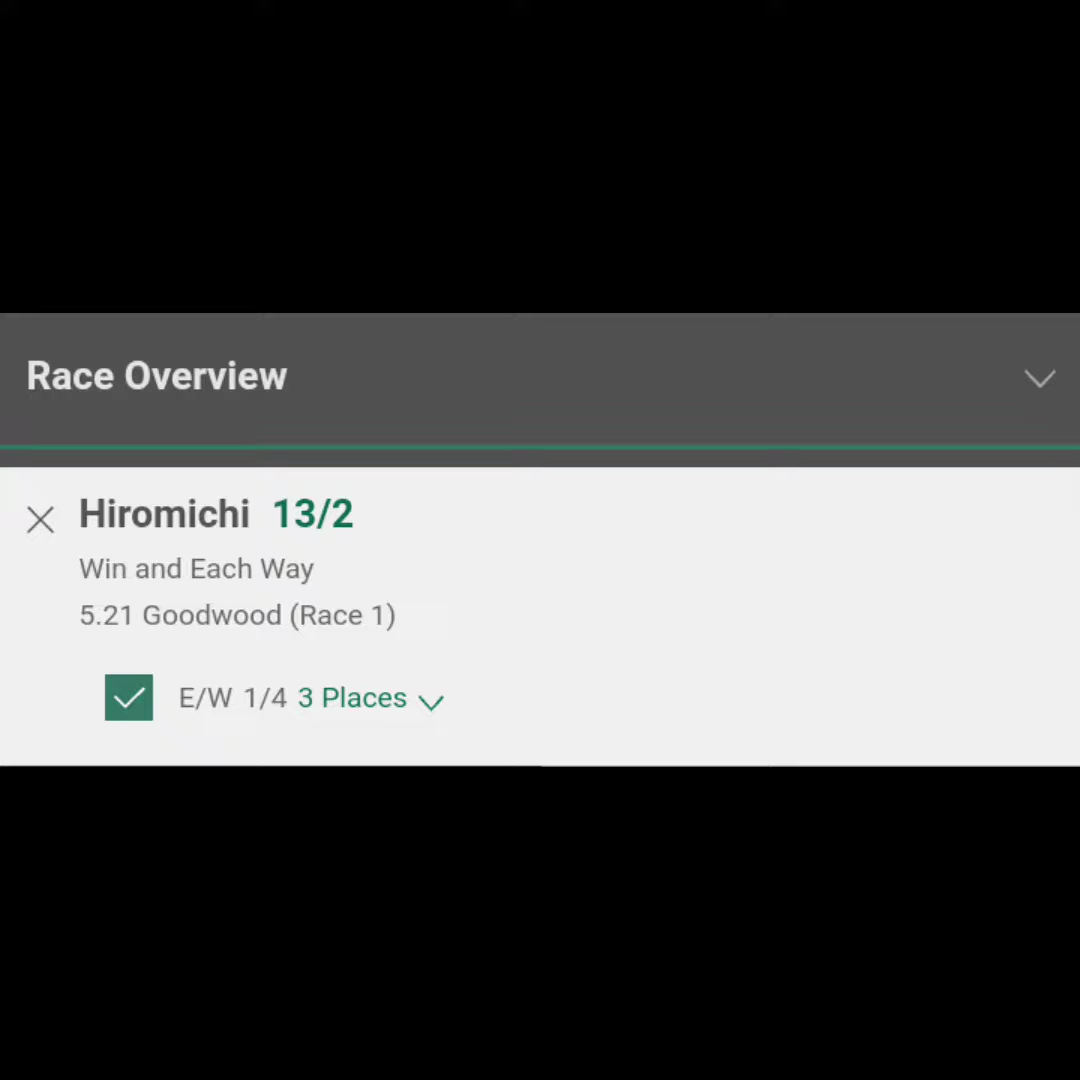 Race Overview
Hiromichi 13/2
Win and Each Way
5.21 Goodwood (Race 1)
E/W 1/4 3 Places